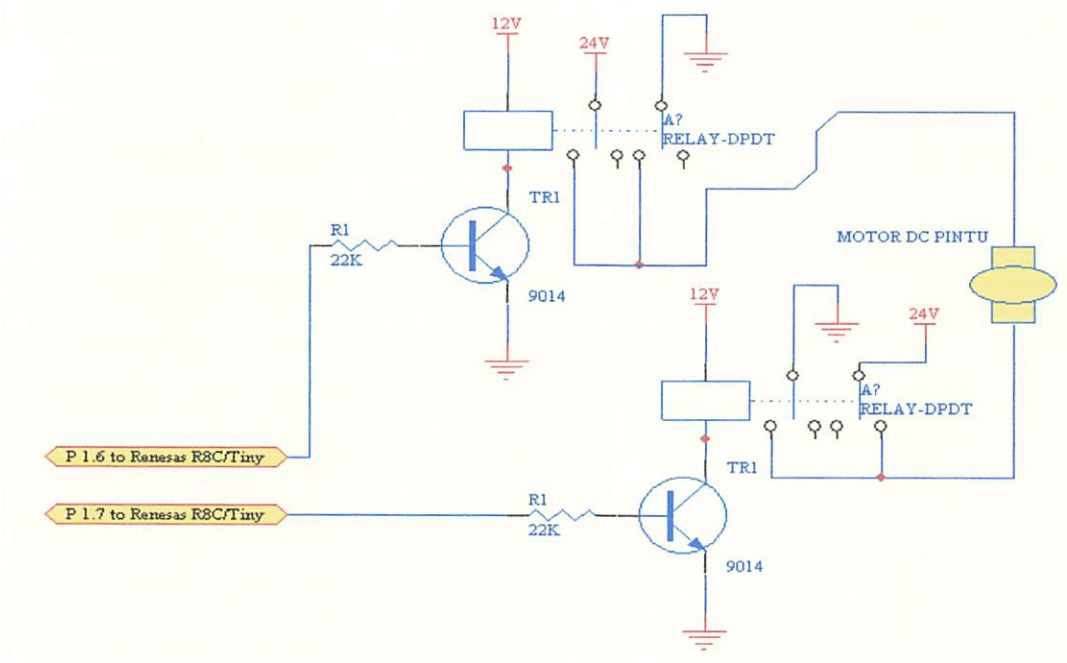 12V
24V
A?
RELAY-DPDT
TR1
R1
22K
9014
MOTOR DC PINTU
12V
24V
A?
RELAY-DPDT
P 1.6 to Renesas R8C/Tiny
TR1
P 1.7 to Renesas R8C/Tiny
R1
22K
9014